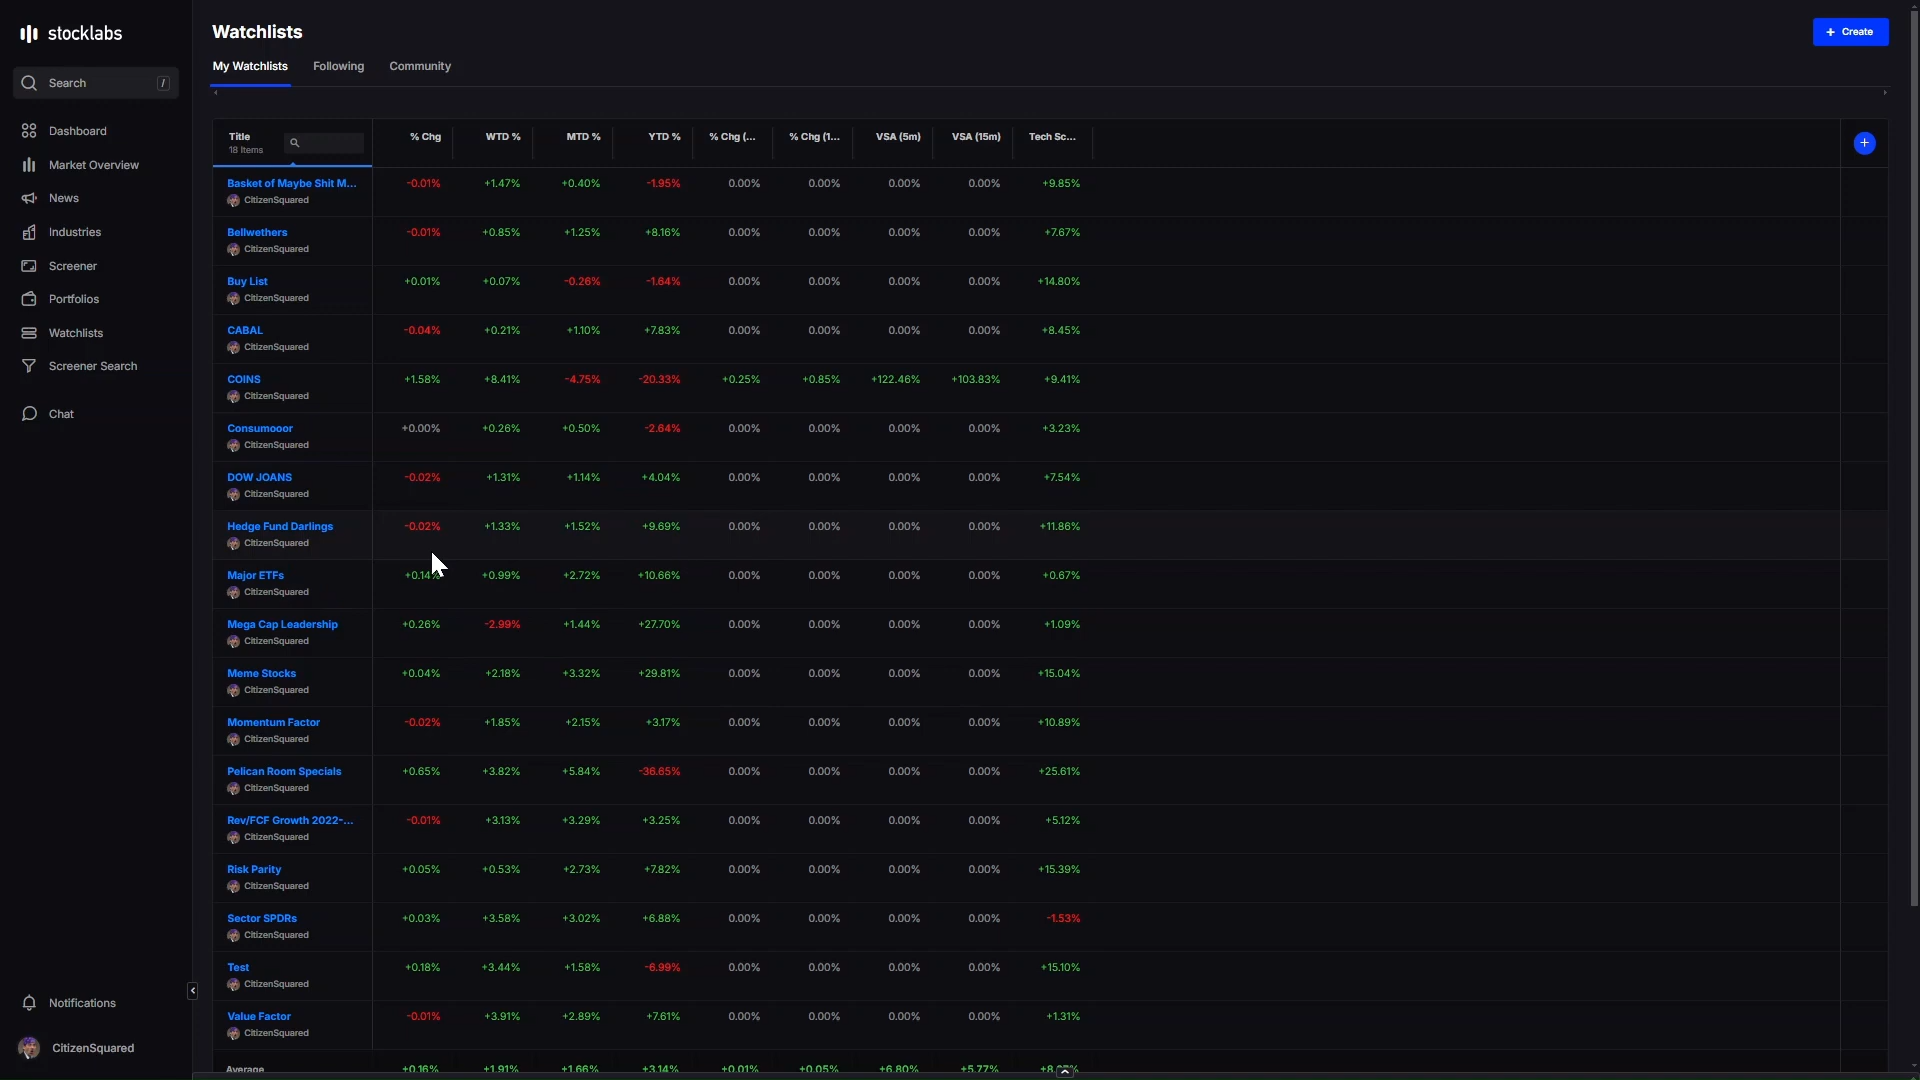 stocklabs
Watchlists
+ Create
My Watchlists Following Community
Search /
Dashboard
Market Overview
News
Industries
Screener
Portfolios
Watchlists
Screener Search
Chat
Notifications
CitizenSquared
Title % Chg WTD % MTD % YTD % % Chg (... % Chg (1... VSA (5m) VSA (15m) Tech Sc...
18 Items
Basket of Maybe Shit M... -0.01% +1.47% +0.40% -1.95% 0.00% 0.00% 0.00% 0.00% +9.85%
CitizenSquared
Bellwethers -0.01% +0.85% +1.25% +8.16% 0.00% 0.00% 0.00% 0.00% +7.67%
CitizenSquared
Buy List +0.01% +0.07% -0.26% -1.64% 0.00% 0.00% 0.00% 0.00% +14.80%
CitizenSquared
CABAL -0.04% +0.21% +1.10% +7.83% 0.00% 0.00% 0.00% 0.00% +8.45%
CitizenSquared
COINS +1.58% +8.41% -4.75% -20.33% +0.25% +0.85% +122.46% +103.83% +9.41%
CitizenSquared
Consumooor +0.00% +0.26% +0.50% -2.64% 0.00% 0.00% 0.00% 0.00% +3.23%
CitizenSquared
DOW JOANS -0.02% +1.31% +1.14% +4.04% 0.00% 0.00% 0.00% 0.00% +7.54%
CitizenSquared
Hedge Fund Darlings -0.02% +1.33% +1.52% +9.69% 0.00% 0.00% 0.00% 0.00% +11.86%
CitizenSquared
Major ETFs +0.14% +0.99% +2.72% +10.66% 0.00% 0.00% 0.00% 0.00% +0.67%
CitizenSquared
Mega Cap Leadership +0.26% -2.99% +1.44% +27.70% 0.00% 0.00% 0.00% 0.00% +1.09%
CitizenSquared
Meme Stocks +0.04% +2.18% +3.32% +29.81% 0.00% 0.00% 0.00% 0.00% +15.04%
CitizenSquared
Momentum Factor -0.02% +1.85% +2.15% +3.17% 0.00% 0.00% 0.00% 0.00% +10.89%
CitizenSquared
Pelican Room Specials +0.65% +3.82% +5.84% -36.65% 0.00% 0.00% 0.00% 0.00% +25.61%
CitizenSquared
Rev/FCF Growth 2022-... -0.01% +3.13% +3.29% +3.25% 0.00% 0.00% 0.00% 0.00% +5.12%
CitizenSquared
Risk Parity +0.05% +0.53% +2.73% +7.82% 0.00% 0.00% 0.00% 0.00% +15.39%
CitizenSquared
Sector SPDRs +0.03% +3.58% +3.02% +6.88% 0.00% 0.00% 0.00% 0.00% -1.53%
CitizenSquared
Test +0.18% +3.44% +1.58% -6.99% 0.00% 0.00% 0.00% 0.00% +15.10%
CitizenSquared
Value Factor -0.01% +3.91% +2.89% +7.61% 0.00% 0.00% 0.00% 0.00% +1.31%
CitizenSquared
Average +0.16% +1.91% +1.66% +3.14% +0.01% +0.05% +6.80% +5.77%